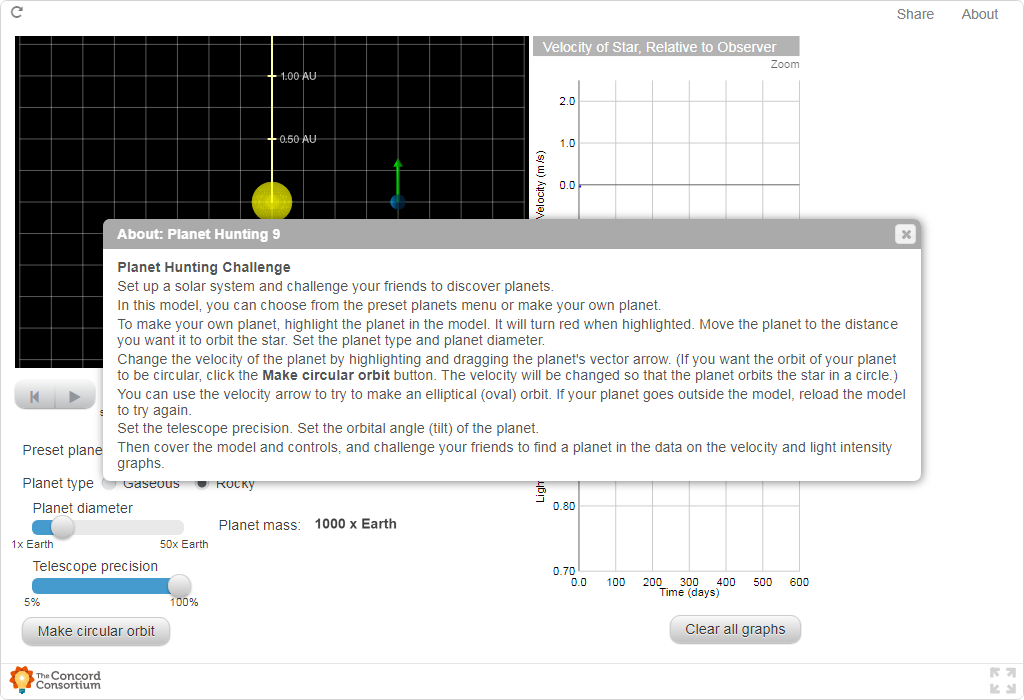 Share About
Velocity of Star, Relative to Observer
Zoom
1.00 AU
0.50 AU
2.0
1.0
0.0
Velocity (m/s)
About: Planet Hunting 9
Planet Hunting Challenge
Set up a solar system and challenge your friends to discover planets.
In this model, you can choose from the preset planets menu or make your own planet.
To make your own planet, highlight the planet in the model. It will turn red when highlighted. Move the planet to the distance
you want it to orbit the star. Set the planet type and planet diameter.
Change the velocity of the planet by highlighting and dragging the planet's vector arrow. (If you want the orbit of your planet
to be circular, click the Make circular orbit button. The velocity will be changed so that the planet orbits the star in a circle.)
You can use the velocity arrow to try to make an elliptical (oval) orbit. If your planet goes outside the model, reload the model
to try again.
Set the telescope precision. Set the orbital angle (tilt) of the planet.
Then cover the model and controls, and challenge your friends to find a planet in the data on the velocity and light intensity
graphs.
Preset plane
Planet type Gaseous Rocky
Planet diameter
1x Earth 50x Earth
Planet mass: 1000 x Earth
Telescope precision
5% 100%
Make circular orbit
Ligh
0.80
0.70
0.0 100 200 300 400 500 600
Time (days)
Clear all graphs
The Concord
Consortium